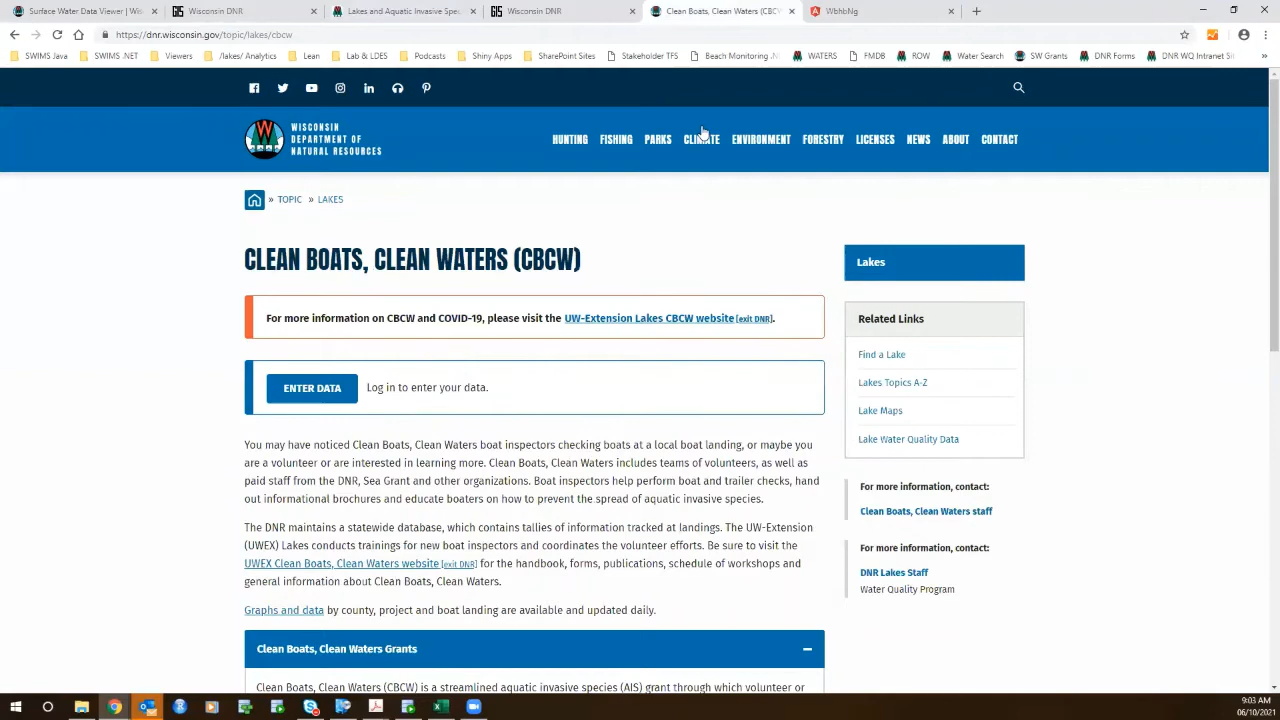 Surface Water Data Viewer | Wis
Wisconsin DNR
Lakes and Aquatic Invasive Spec
Wisconsin DNR
Clean Boats, Clean Waters (CBCW
WbhbNg
https://dnr.wisconsin.gov/topic/lakes/cbcw
SWIMS Java
SWIMS .NET
Viewers
/lakes/ Analytics
Lean
Lab & LDES
Podcasts
Shiny Apps
SharePoint Sites
Stakeholder TFS
Beach Monitoring .N
WATERS
FMDB
ROW
Water Search
SW Grants
DNR Forms
DNR WQ Intranet Si
»
WISCONSIN
DEPARTMENT OF
NATURAL RESOURCES
HUNTING FISHING PARKS CLIMATE ENVIRONMENT FORESTRY LICENSES NEWS ABOUT CONTACT
» TOPIC » LAKES
CLEAN BOATS, CLEAN WATERS (CBCW)
For more information on CBCW and COVID-19, please visit the UW-Extension Lakes CBCW website [exit DNR].
ENTER DATA Log in to enter your data.
You may have noticed Clean Boats, Clean Waters boat inspectors checking boats at a local boat landing, or maybe you
are a volunteer or are interested in learning more. Clean Boats, Clean Waters includes teams of volunteers, as well as
paid staff from the DNR, Sea Grant and other organizations. Boat inspectors help perform boat and trailer checks, hand
out informational brochures and educate boaters on how to prevent the spread of aquatic invasive species.
The DNR maintains a statewide database, which contains tallies of information tracked at landings. The UW-Extension
(UWEX) Lakes conducts trainings for new boat inspectors and coordinates the volunteer efforts. Be sure to visit the
UWEX Clean Boats, Clean Waters website [exit DNR] for the handbook, forms, publications, schedule of workshops and
general information about Clean Boats, Clean Waters.
Graphs and data by county, project and boat landing are available and updated daily.
Clean Boats, Clean Waters Grants
Clean Boats, Clean Waters (CBCW) is a streamlined aquatic invasive species (AIS) grant through which volunteer or
Lakes
Related Links
Find a Lake
Lakes Topics A-Z
Lake Maps
Lake Water Quality Data
For more information, contact:
Clean Boats, Clean Waters staff
For more information, contact:
DNR Lakes Staff
Water Quality Program
9:03 AM
06/10/2021